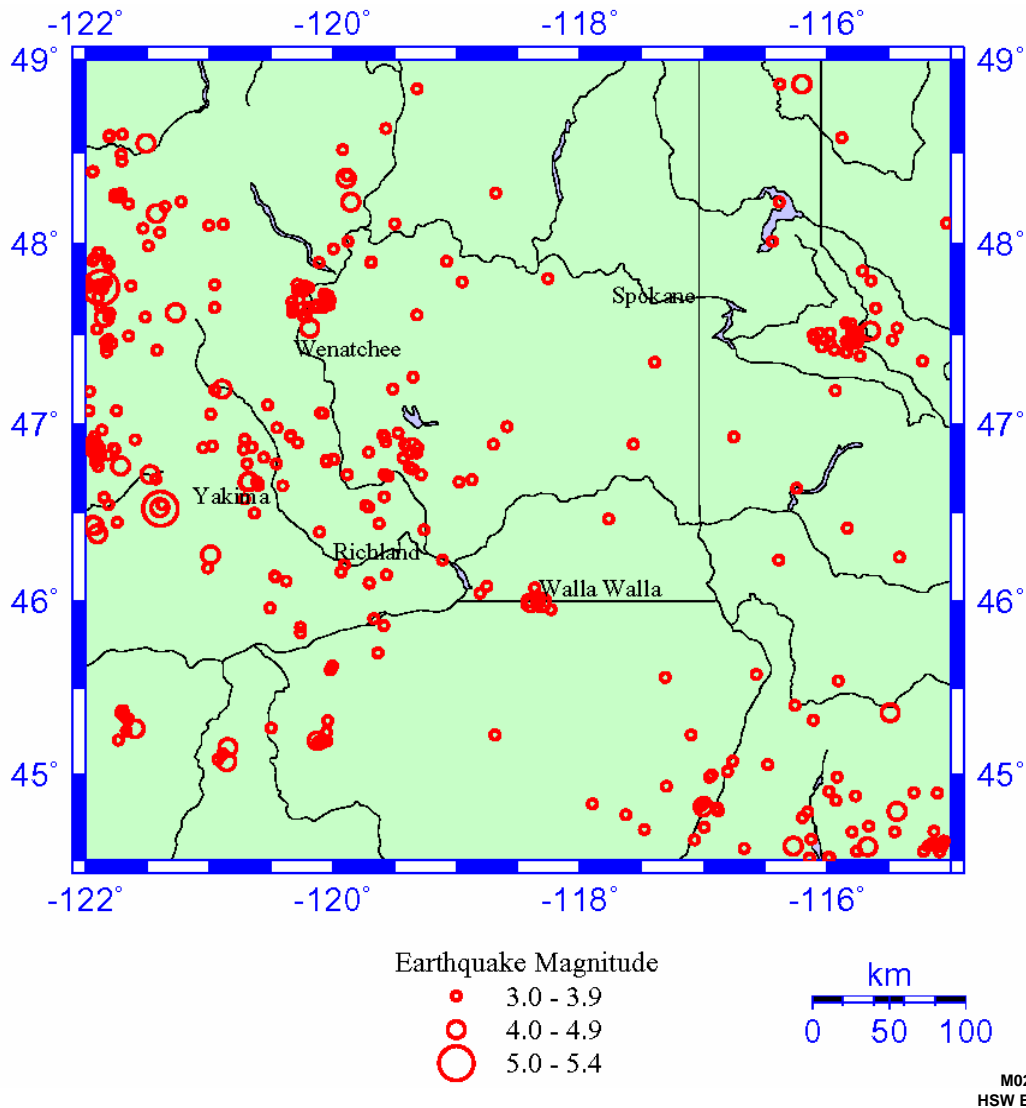 -122˚ -120˚ -118˚ -116˚
49˚ 49˚
48˚ 48˚
Spokane
Wenatchee
47˚ 47˚
Yakima
Richland
Walla Walla
46˚ 46˚
45˚ 45˚
-122˚ -120˚ -118˚ -116˚
Earthquake Magnitude
3.0 - 3.9
4.0 - 4.9
5.0 - 5.4
km
0 50 100
M02
HSW E